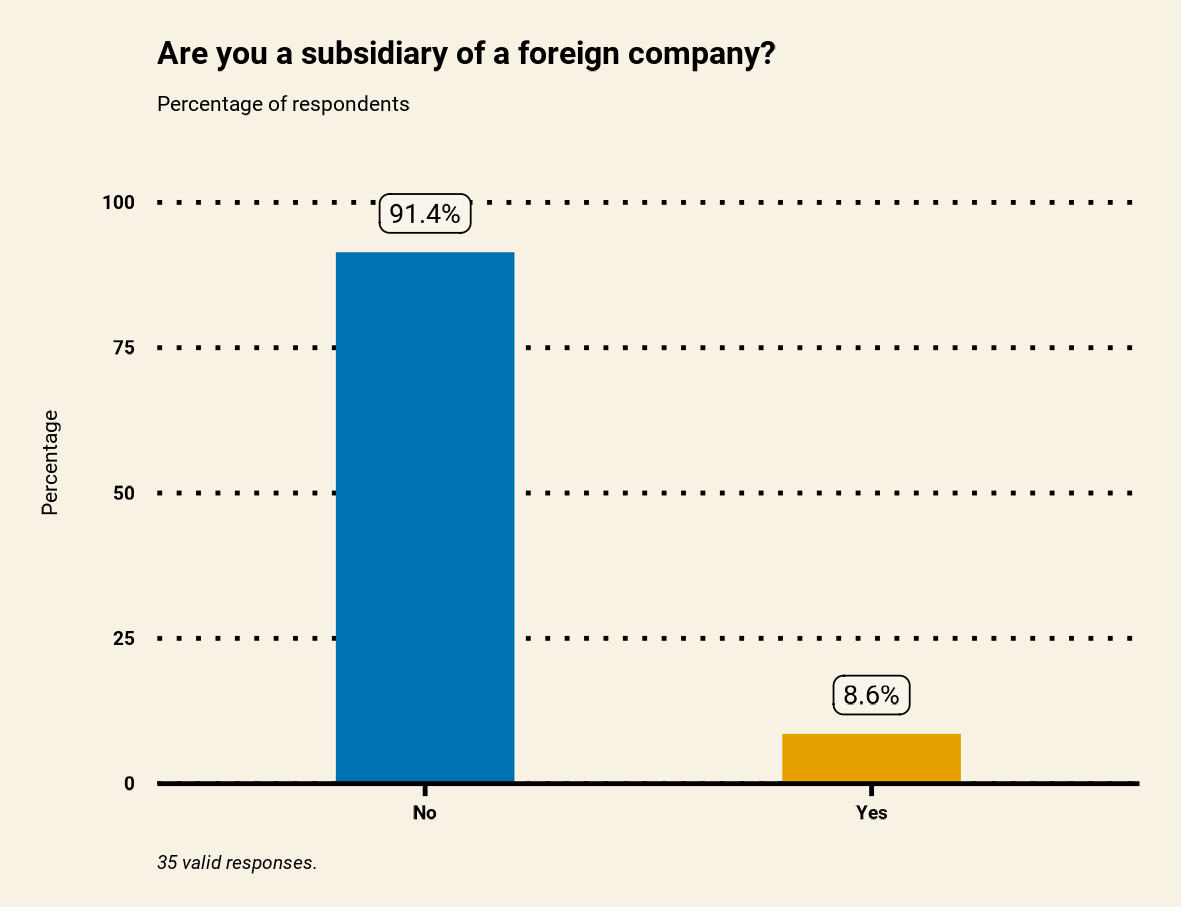 Are you a subsidiary of a foreign company?
Percentage of respondents
Percentage
100
75
50
25
0
91.4%
8.6%
No
Yes
35 valid responses.